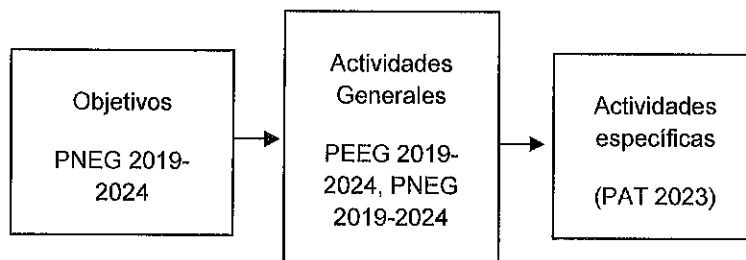 Objetivos
PNEG 2019-
2024
Actividades
Generales
PEEG 2019-
2024, PNEG
2019-2024
Actividades
específicas
(PAT 2023)